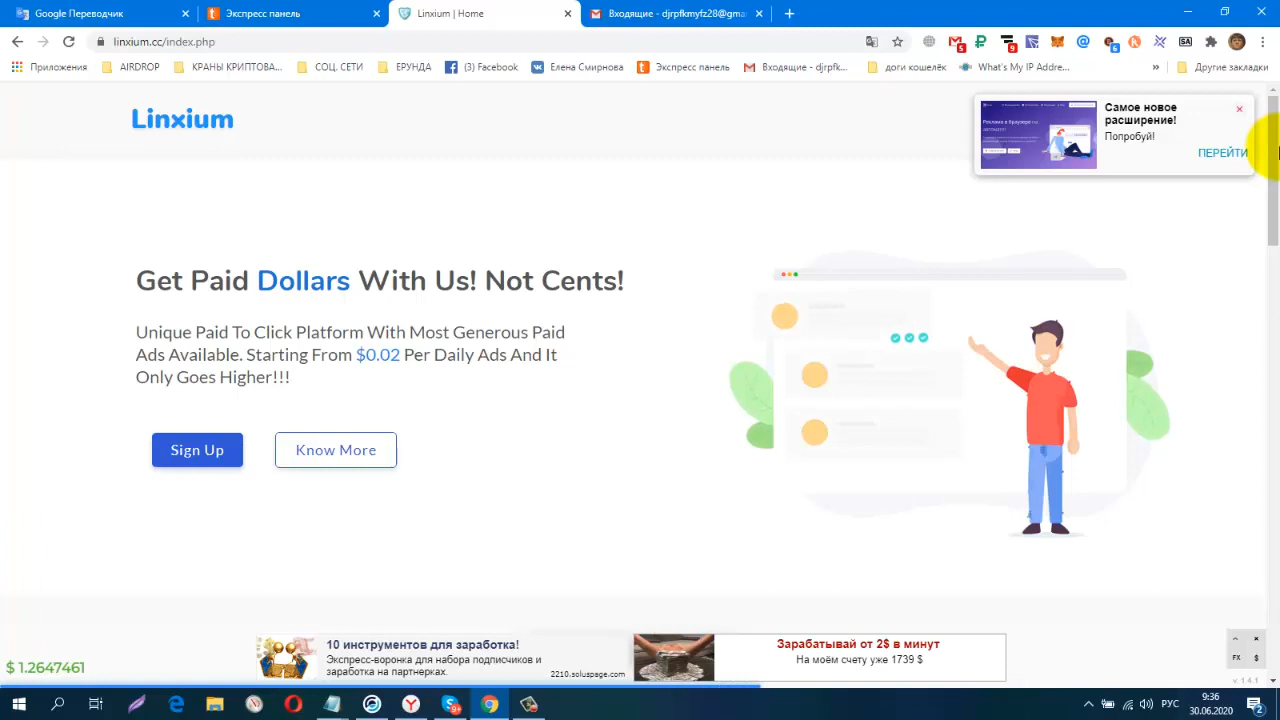 Google Переводчик
Экспресс панель
Linxium | Home
Входящие - djrpfkmyfz28@gma
linxium.cc/index.php
Приложения
AIRDROP
КРАНЫ КРИПТОВА...
СОЦ. СЕТИ
ЕРУНДА
(3) Facebook
Елена Смирнова
Экспресс панель
Входящие - djrpfk...
доги кошелёк
What's My IP Addre...
»
Другие закладки
Linxium
Самое новое
расширение!
Попробуй!
ПЕРЕЙТИ
Get Paid Dollars With Us! Not Cents!
Unique Paid To Click Platform With Most Generous Paid
Ads Available. Starting From $0.02 Per Daily Ads And It
Only Goes Higher!!!
Sign Up
Know More
$ 1.2647461
10 инструментов для заработка!
Экспресс-воронка для набора подписчиков и
заработка на партнерках.
2210.soluspage.com
Зарабатывай от 2$ в минут
На моём счету уже 1739 $
FX
$
v. 1.4.1
РУС
9:36
30.06.2020